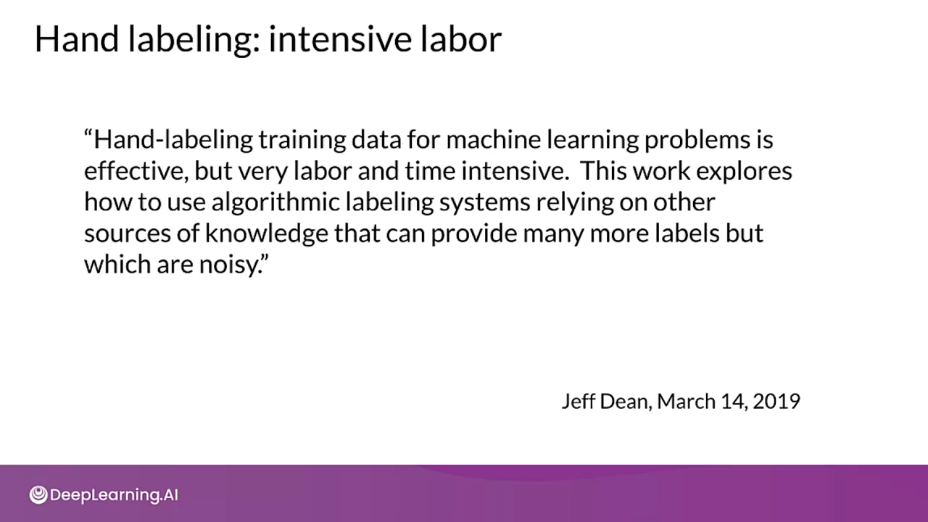 Hand labeling: intensive labor
“Hand-labeling training data for machine learning problems is
effective, but very labor and time intensive.  This work explores
how to use algorithmic labeling systems relying on other
sources of knowledge that can provide many more labels but
which are noisy.”
Jeff Dean, March 14, 2019
DeepLearning.AI